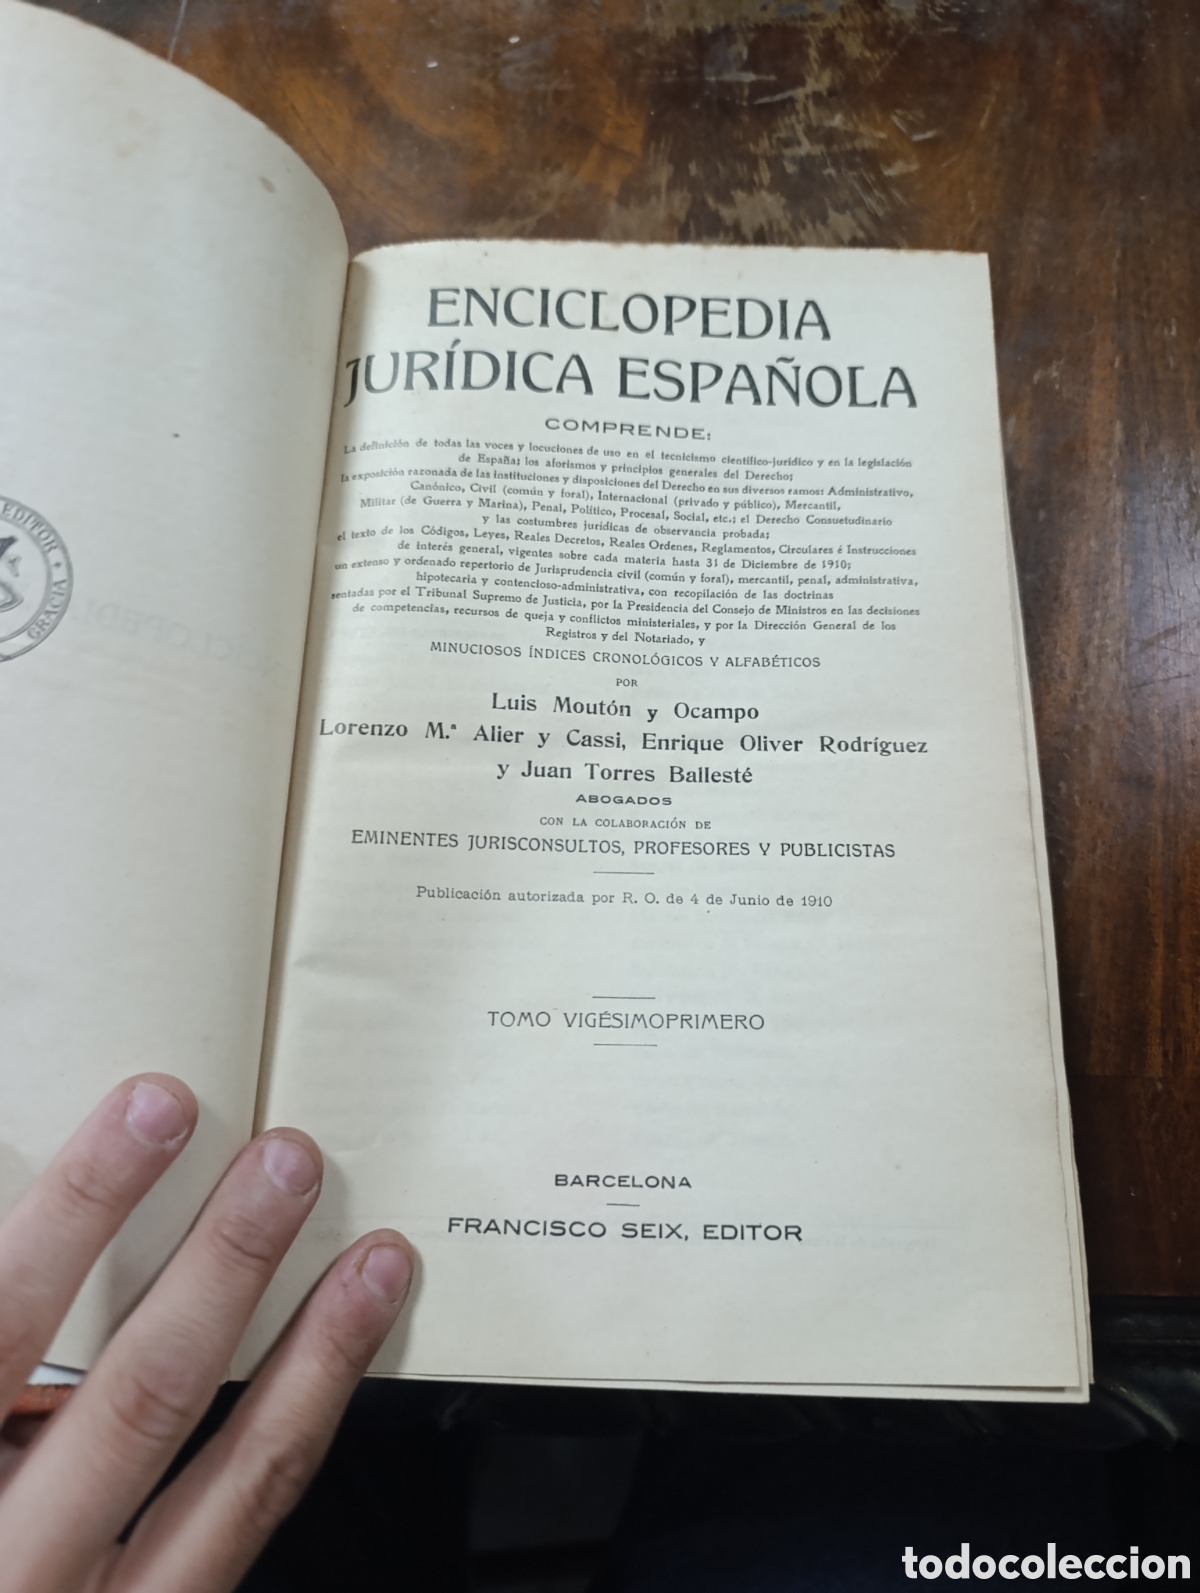 EDITOR
GRAVINA
ENCICLOPEDIA
JURÍDICA ESPAÑOLA
COMPRENDE:
La definición de todas las voces y locuciones de uso en el tecnicismo científico-jurídico y en la legislación
de España; los aforismos y principios generales del Derecho;
la exposición razonada de las instituciones y disposiciones del Derecho en sus diversos ramos: Administrativo,
Canónico, Civil (común y foral), Internacional (privado y público), Mercantil,
Militar (de Guerra y Marina), Penal, Político, Procesal, Social, etc.; el Derecho Consuetudinario
y las costumbres jurídicas de observancia probada;
el texto de los Códigos, Leyes, Reales Decretos, Reales Ordenes, Reglamentos, Circulares é Instrucciones
de interés general, vigentes sobre cada materia hasta 31 de Diciembre de 1910;
un extenso y ordenado repertorio de Jurisprudencia civil (común y foral), mercantil, penal, administrativa,
hipotecaria y contencioso-administrativa, con recopilación de las doctrinas
sentadas por el Tribunal Supremo de Justicia, por la Presidencia del Consejo de Ministros en las decisiones
de competencias, recursos de queja y conflictos ministeriales, y por la Dirección General de los
Registros y del Notariado, y
MINUCIOSOS ÍNDICES CRONOLÓGICOS Y ALFABÉTICOS
POR
Luis Moutón y Ocampo
Lorenzo M.ª Alier y Cassi, Enrique Oliver Rodríguez
y Juan Torres Ballesté
ABOGADOS
CON LA COLABORACIÓN DE
EMINENTES JURISCONSULTOS, PROFESORES Y PUBLICISTAS
Publicación autorizada por R. O. de 4 de Junio de 1910
TOMO VIGÉSIMOPRIMERO
BARCELONA
FRANCISCO SEIX, EDITOR
todocoleccion